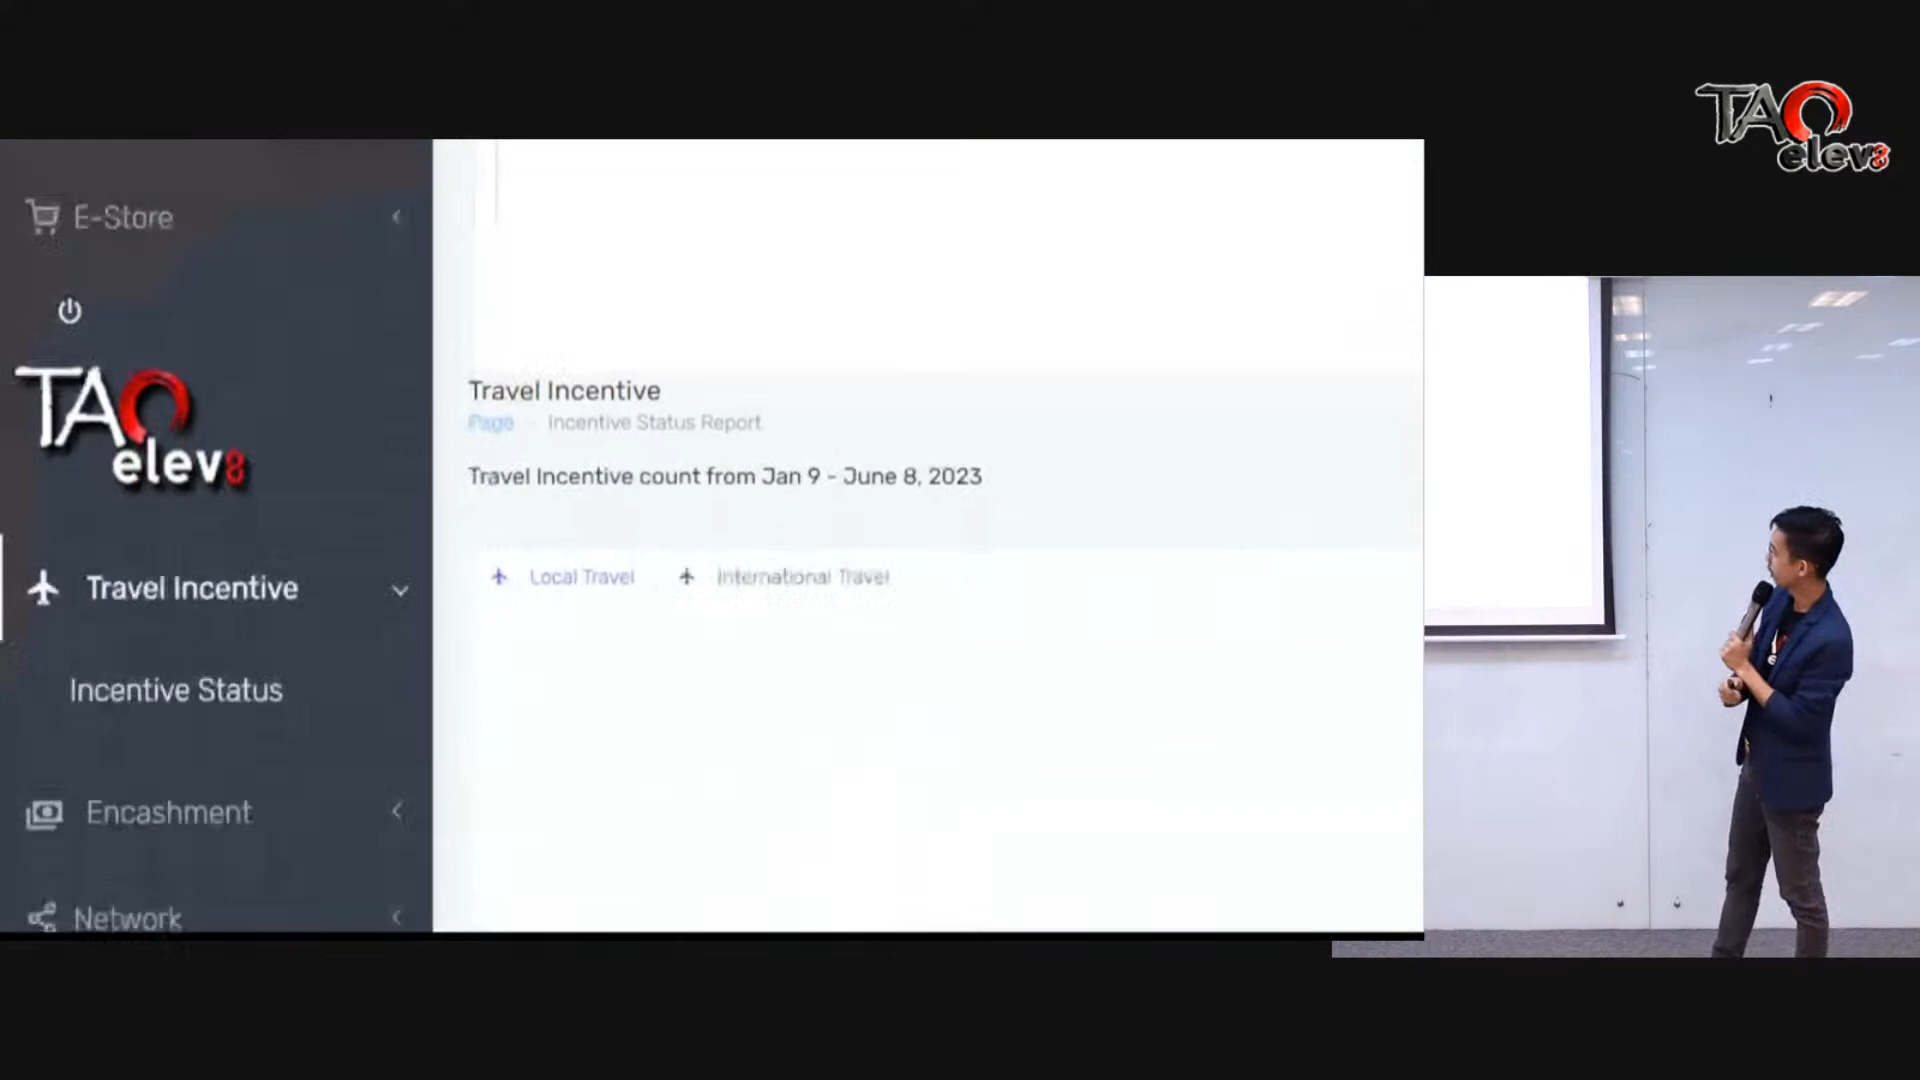 TAO
elev8
E-Store
TAO
elev8
Travel Incentive
Incentive Status
Encashment
Network
Travel Incentive
Page
Incentive Status Report
Travel Incentive count from Jan 9 - June 8, 2023
Local Travel
International Travel